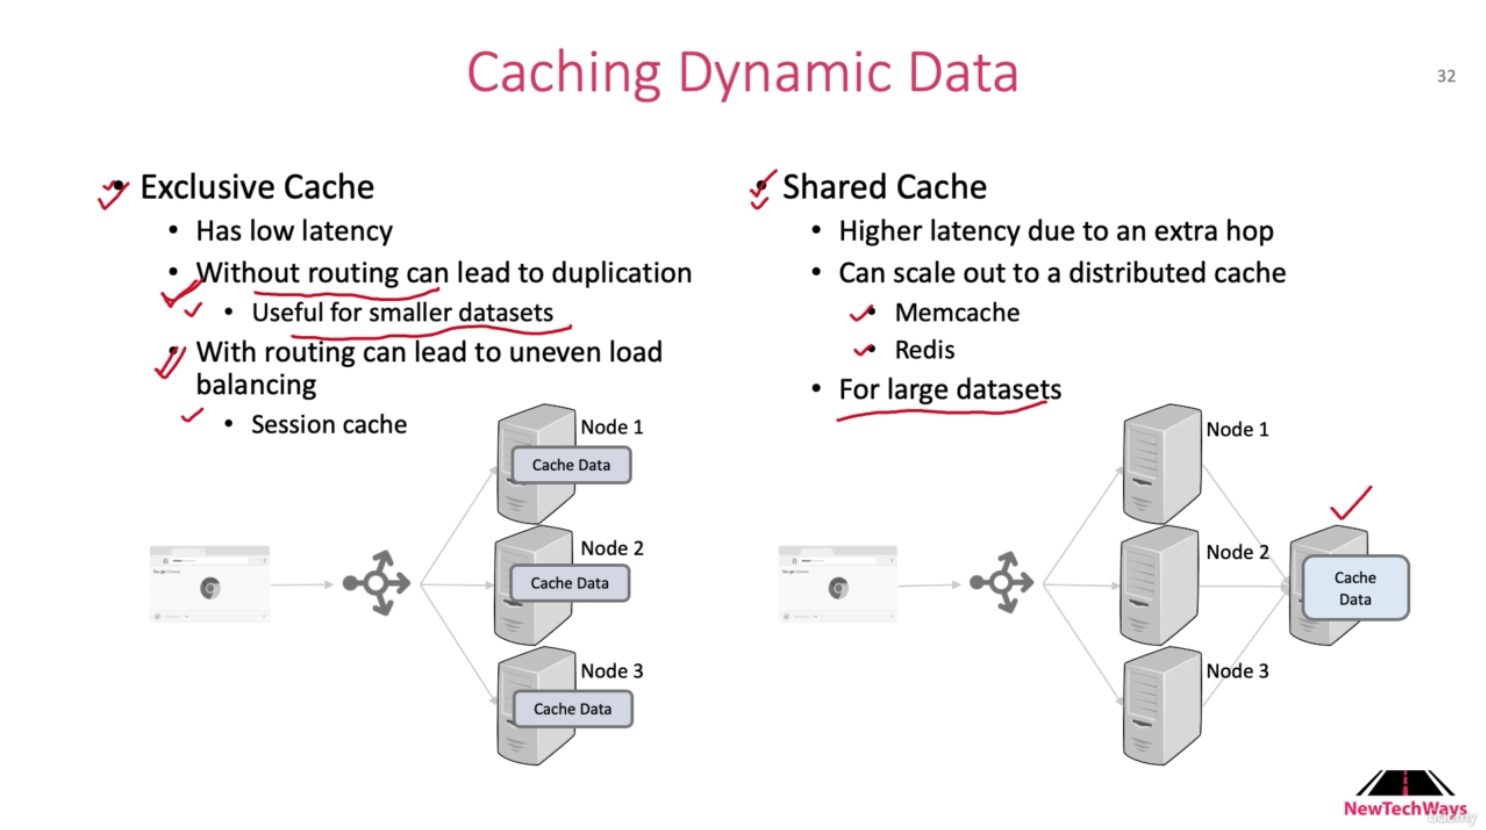 Caching Dynamic Data
32
• Exclusive Cache
• Has low latency
• Without routing can lead to duplication
• Useful for smaller datasets
• With routing can lead to uneven load
balancing
• Session cache
Node 1
Cache Data
Node 2
Cache Data
Node 3
Cache Data
• Shared Cache
• Higher latency due to an extra hop
• Can scale out to a distributed cache
• Memcache
• Redis
• For large datasets
Node 1
Node 2
Node 3
Cache
Data
NewTechWays
udemy